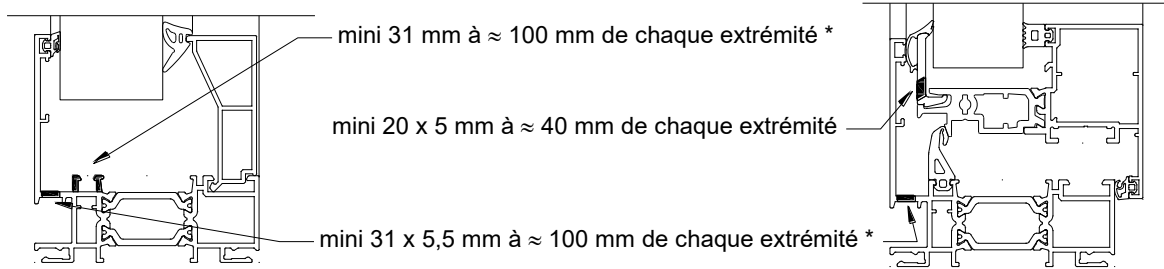 mini 31 mm à ≈ 100 mm de chaque extrémité *
mini 20 x 5 mm à ≈ 40 mm de chaque extrémité
mini 31 x 5,5 mm à ≈ 100 mm de chaque extrémité *